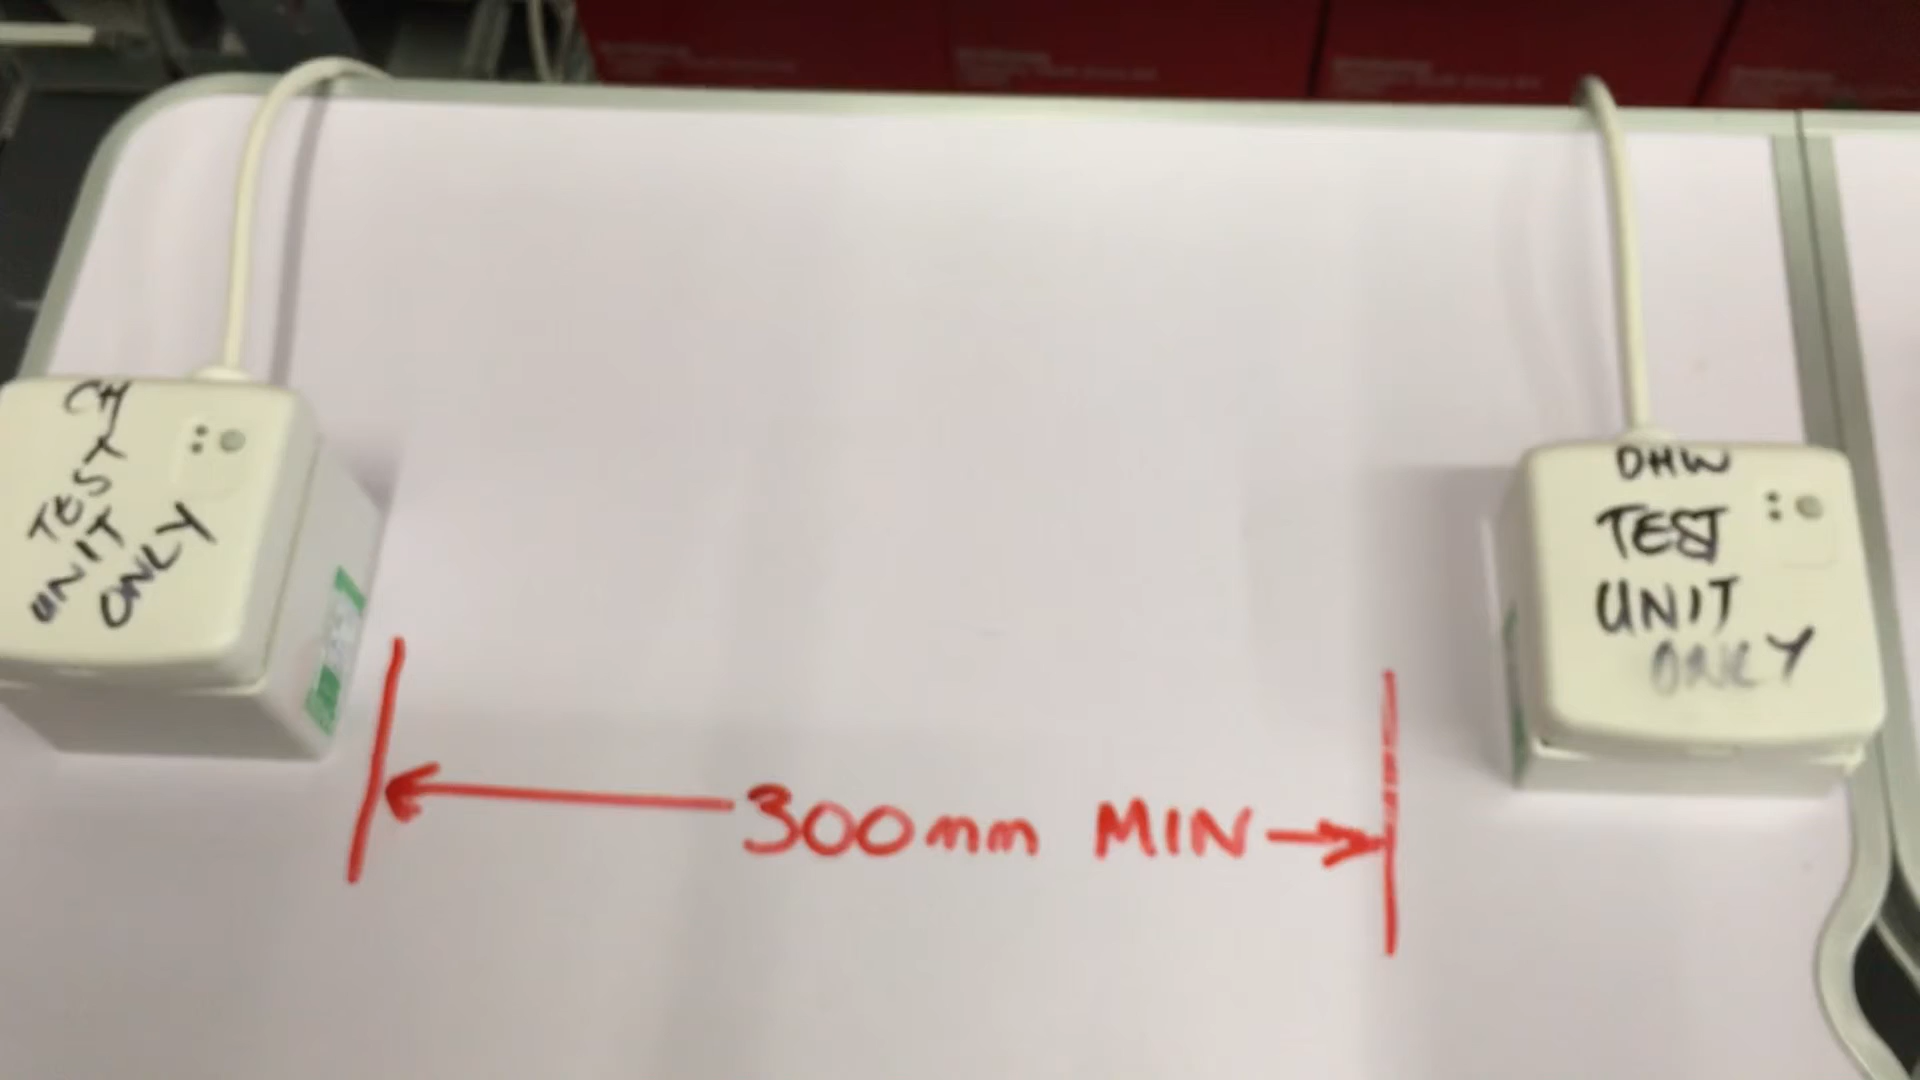 CH
TEST
UNIT
ONLY
DHW
TEST
UNIT
ONLY
300mm MIN